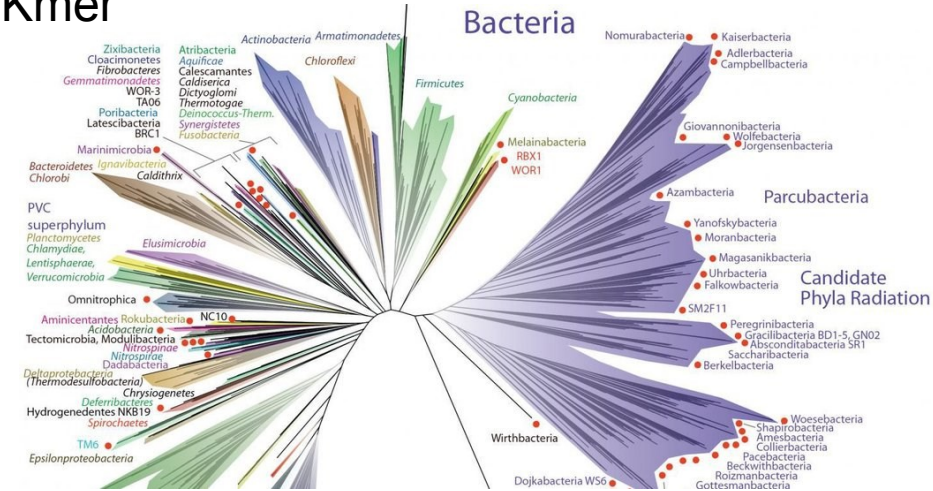 Kmer
Bacteria
Actinobacteria
Armatimonadetes
Nomurabacteria
Kaiserbacteria
Adlerbacteria
Campbellbacteria
Zixibacteria
Cloacimonetes
Fibrobacteres
Gemmatimonadetes
WOR-3
TA06
Poribacteria
Latescibacteria
BRC1
Atribacteria
Aquificae
Calescamantes
Caldiserica
Dictyoglomi
Thermotogae
Deinococcus-Therm.
Synergistetes
Fusobacteria
Chloroflexi
Firmicutes
Cyanobacteria
Melainabacteria
RBX1
WOR1
Giovannonibacteria
Wolfebacteria
Jorgensenbacteria
Marinimicrobia
Bacteroidetes
Ignavibacteria
Chlorobi
Caldithrix
Azambacteria
Parcubacteria
PVC
superphylum
Planctomycetes
Chlamydiae,
Lentisphaerae,
Verrucomicrobia
Elusimicrobia
Yanofskybacteria
Moranbacteria
Magasanikbacteria
Uhrbacteria
Falkowbacteria
Candidate
Phyla Radiation
SM2F11
Omnitrophica
Aminicentantes
Rokubacteria
NC10
Acidobacteria
Tectomicrobia, Modulibacteria
Nitrospinae
Nitrospirae
Dadabacteria
Deltaprotebacteria
(Thermodesulfobacteria)
Chrysiogenetes
Deferribacteres
Hydrogenedentes NKB19
Spirochaetes
TM6
Epsilonproteobacteria
Peregrinibacteria
Gracilibacteria BD1-5, GN02
Absconditabacteria SR1
Saccharibacteria
Berkelbacteria
Wirthbacteria
Woesebacteria
Shapirobacteria
Amesbacteria
Collierbacteria
Pacebacteria
Beckwithbacteria
Roizmanbacteria
Gottesmanbacteria
Dojkabacteria WS6